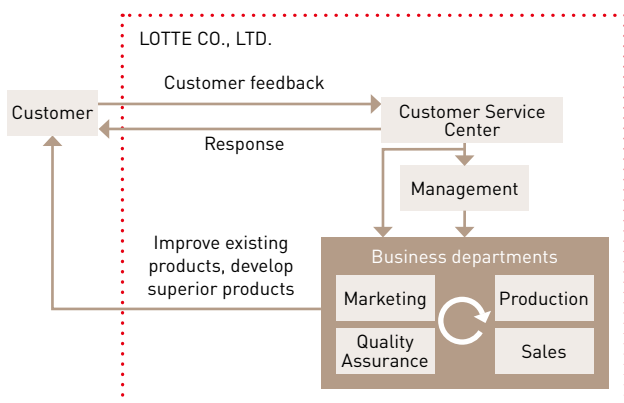 LOTTE CO., LTD.
Customer feedback
Customer
Customer Service
Center
Response
Management
Improve existing
products, develop
superior products
Business departments
Marketing
Production
Quality
Assurance
Sales